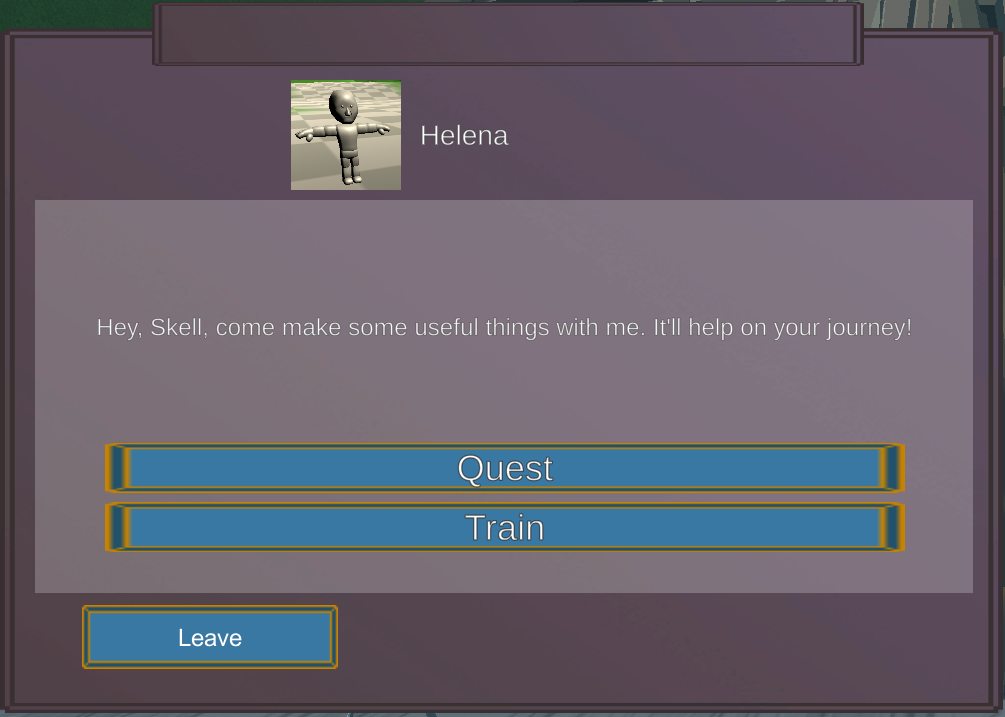 Helena
Hey, Skell, come make some useful things with me. It'll help on your journey!
Quest
Train
Leave